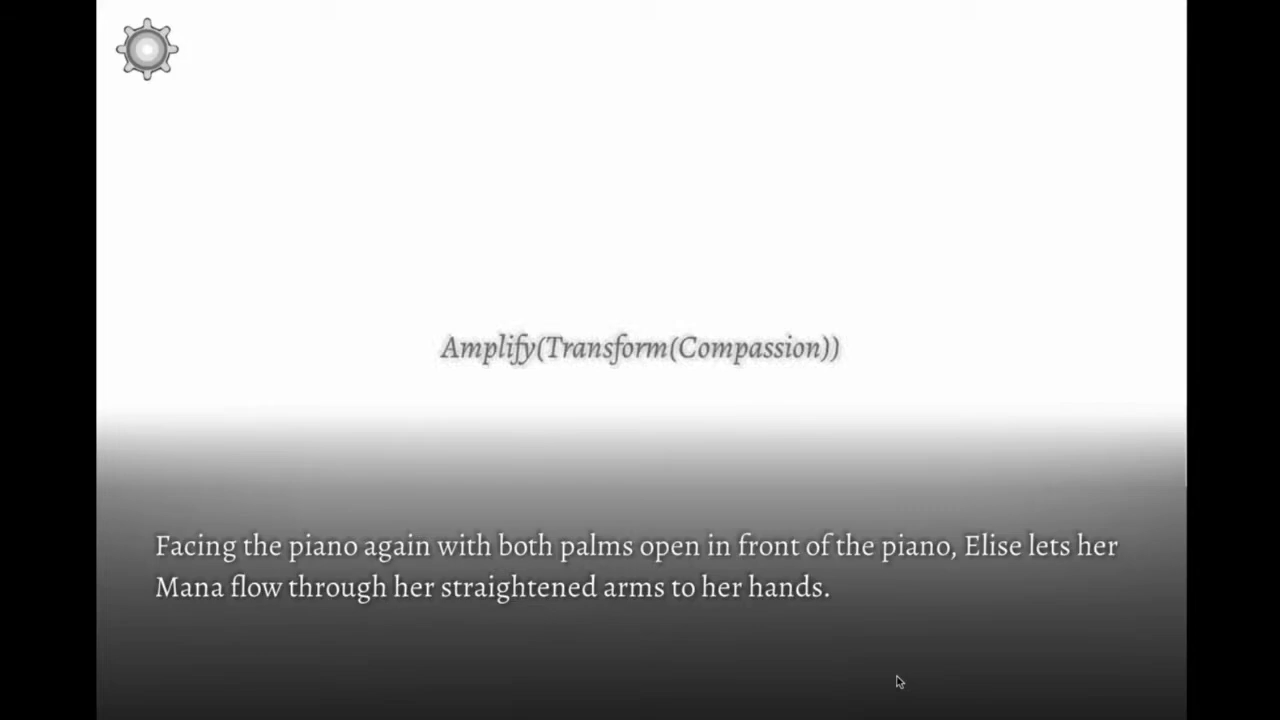 Amplify(Transform(Compassion))
Facing the piano again with both palms open in front of the piano, Elise lets her
Mana flow through her straightened arms to her hands.